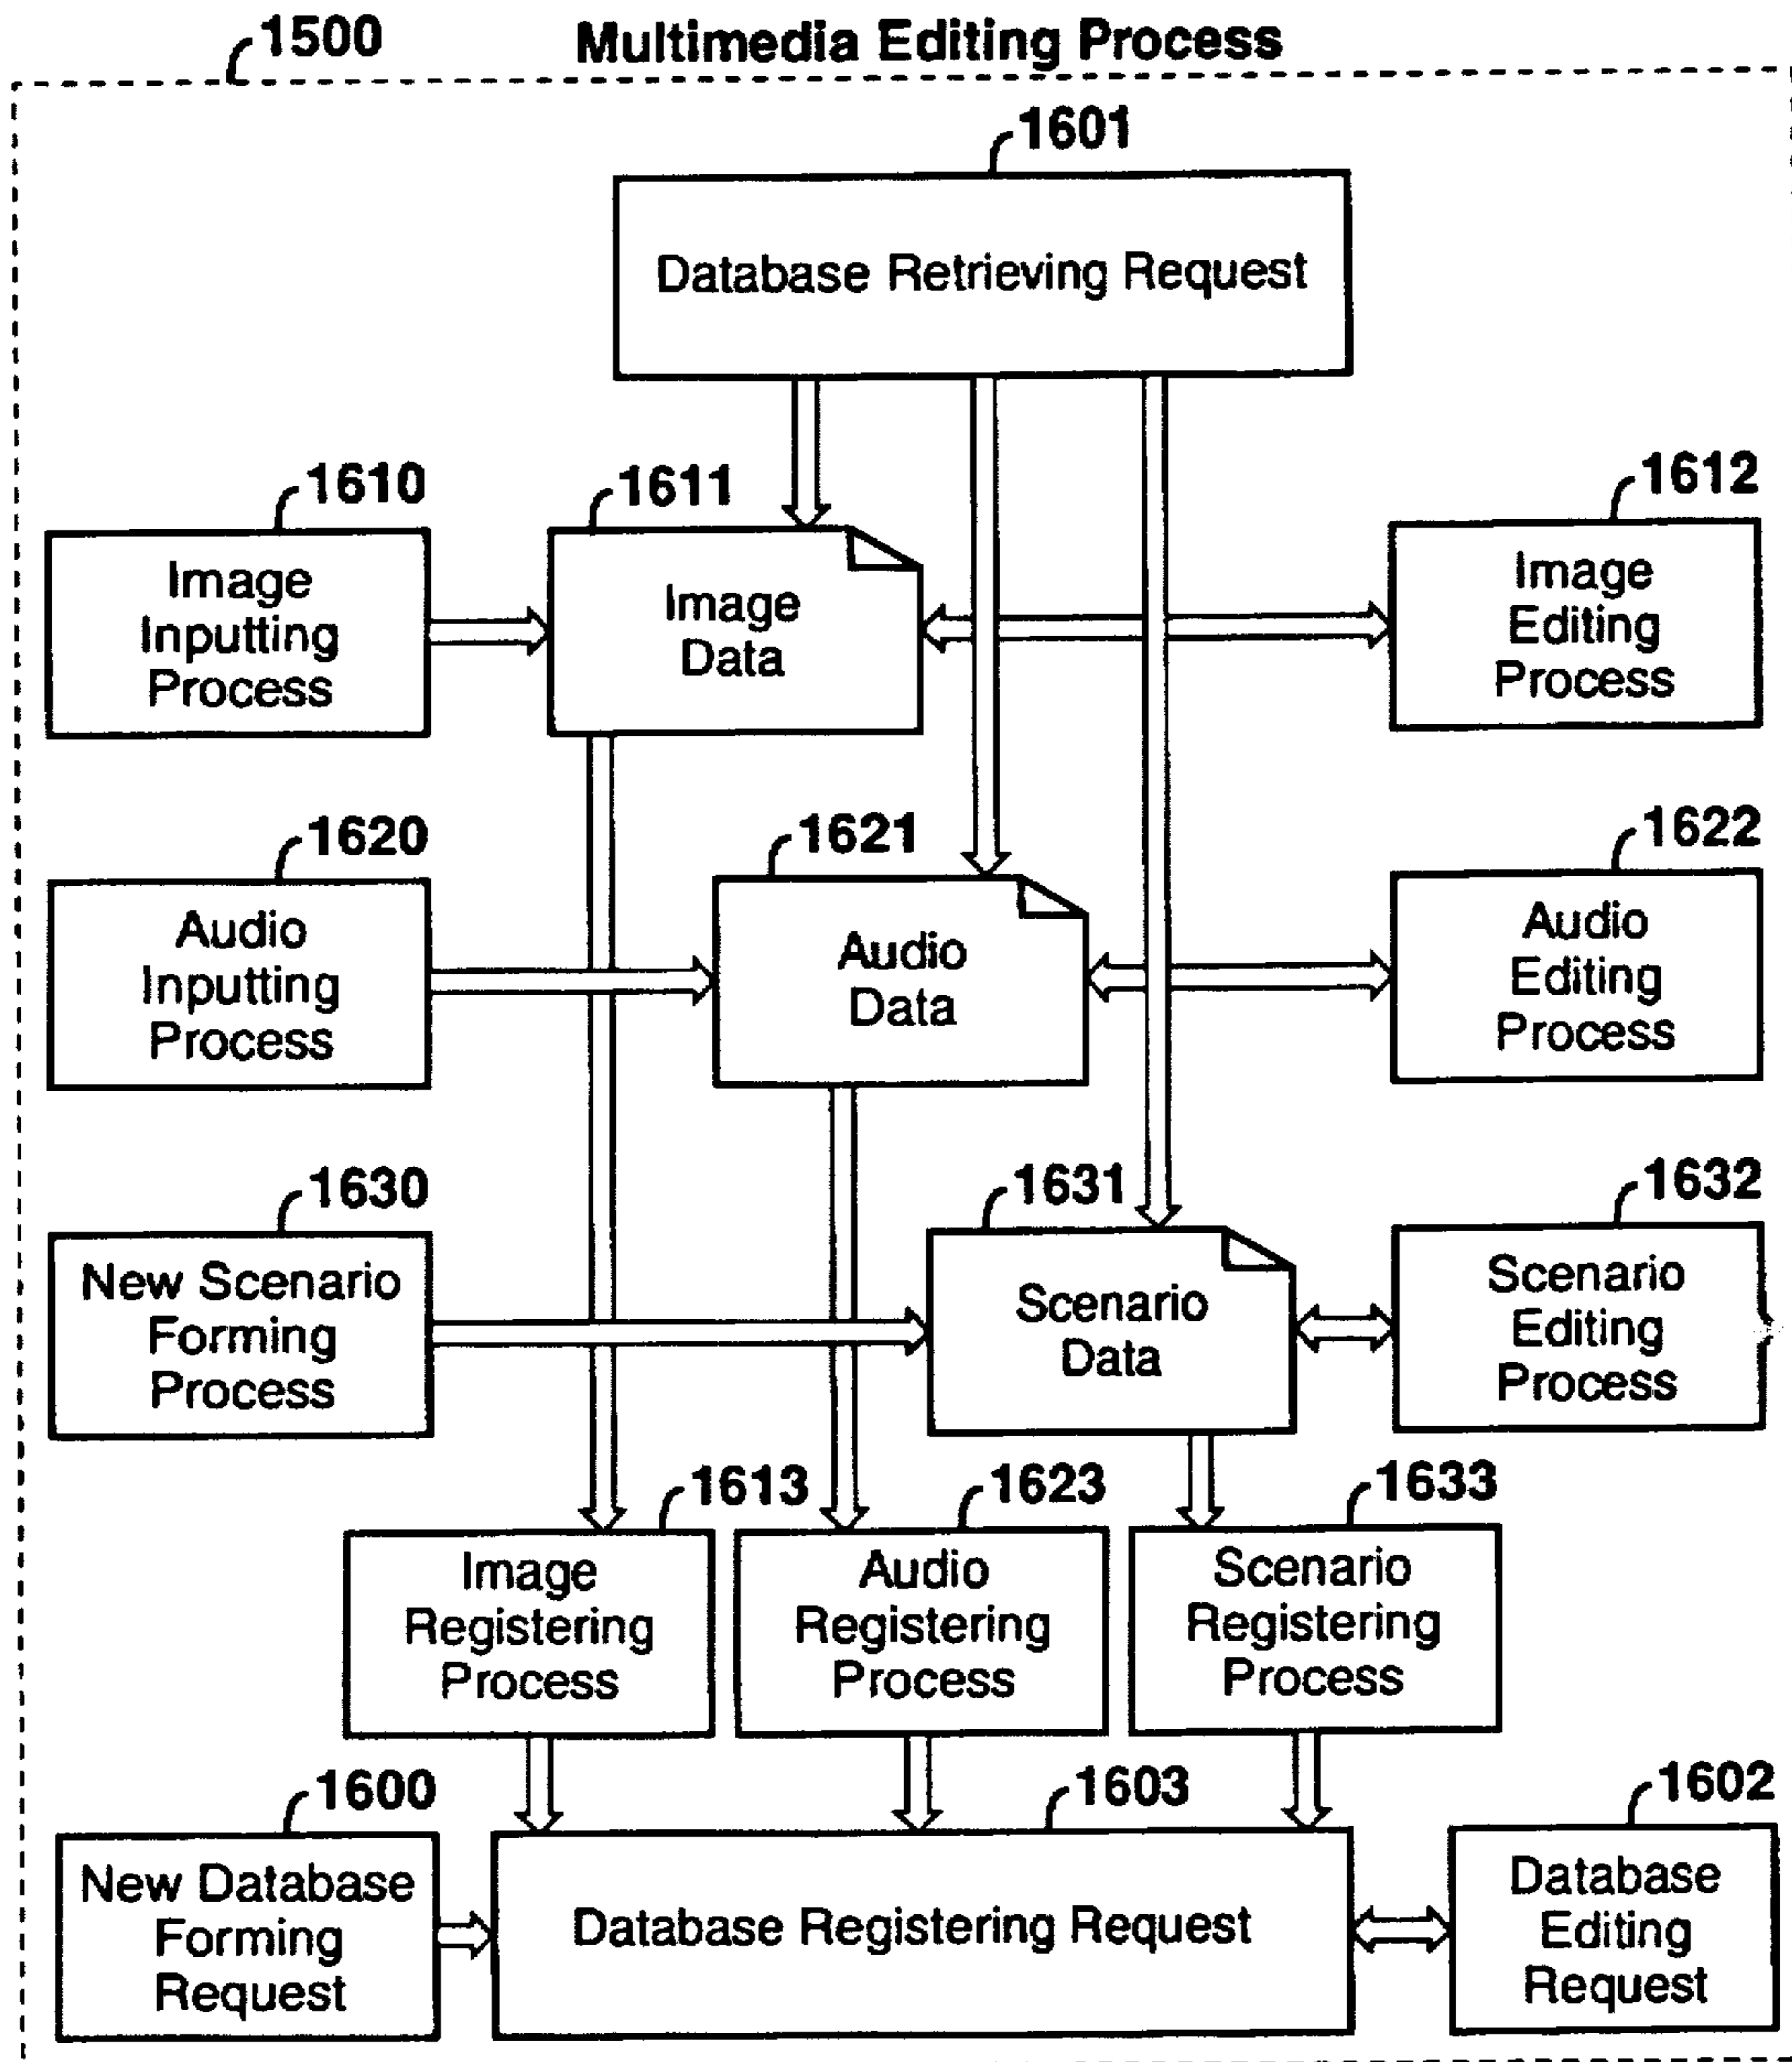 1500
Multimedia Editing Process
1601
Database Retrieving Request
1610
Image
Inputting
Process
1611
Image
Data
1612
Image
Editing
Process
1620
Audio
Inputting
Process
1621
Audio
Data
1622
Audio
Editing
Process
1630
New Scenario
Forming
Process
1631
Scenario
Data
1632
Scenario
Editing
Process
1613
Image
Registering
Process
1623
Audio
Registering
Process
1633
Scenario
Registering
Process
1600
New Database
Forming
Request
1603
Database Registering Request
1602
Database
Editing
Request